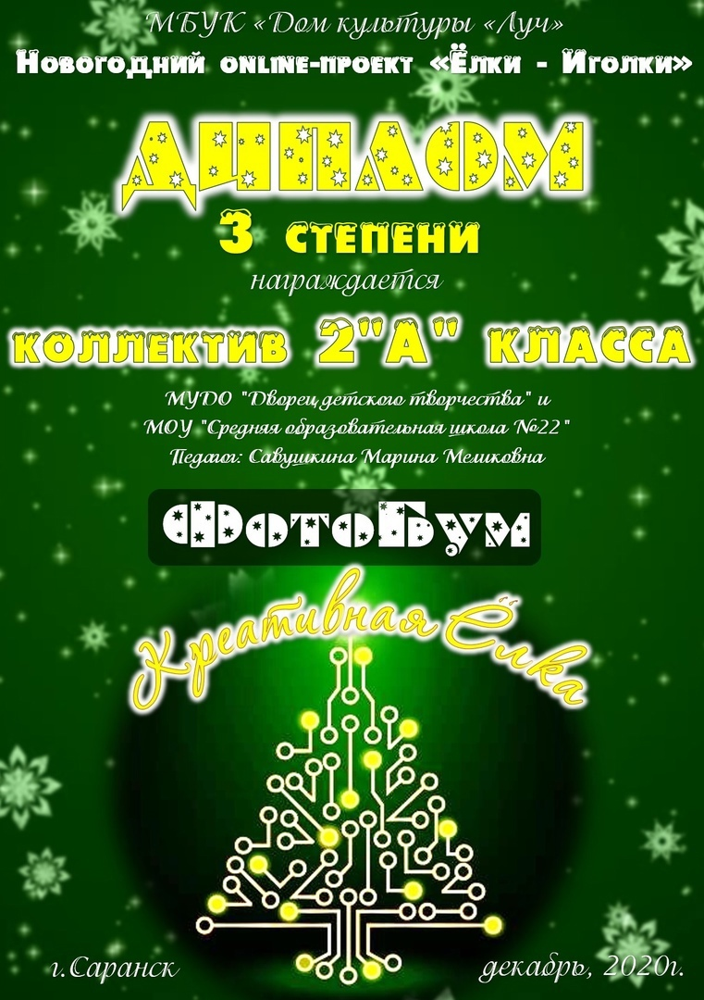 МБУК «Дом культуры «Луч»
Новогодний online-проект «Ёлки - Иголки»
ДИПЛОМ
3 степени
награждается
коллектив 2"А" класса
МУДО "Дворец детского творчества" и
МОУ "Средняя образовательная школа №22"
Педагог: Савушкина Марина Меликовна
ФотоБум
Креативная Ёлка
г.Саранск
декабрь, 2020г.